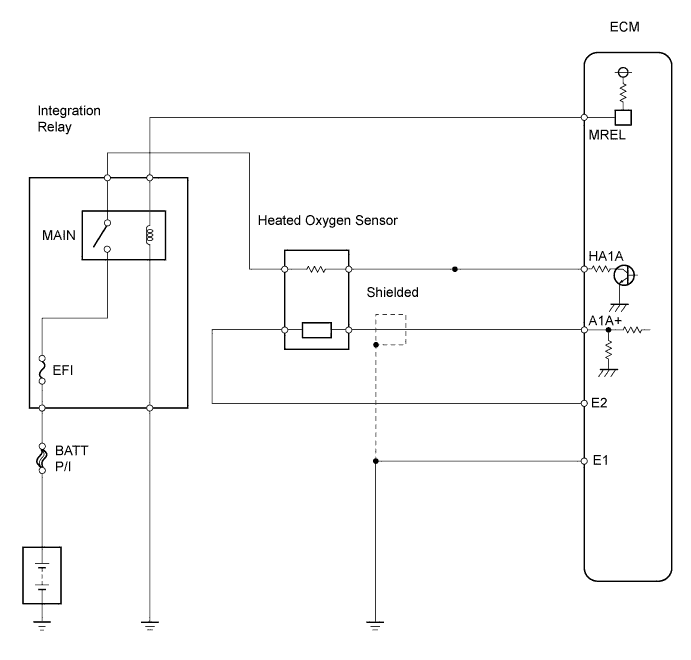 ECM
Integration
Relay
MREL
MAIN
Heated Oxygen Sensor
HA1A
Shielded
A1A+
EFI
E2
BATT
P/I
E1